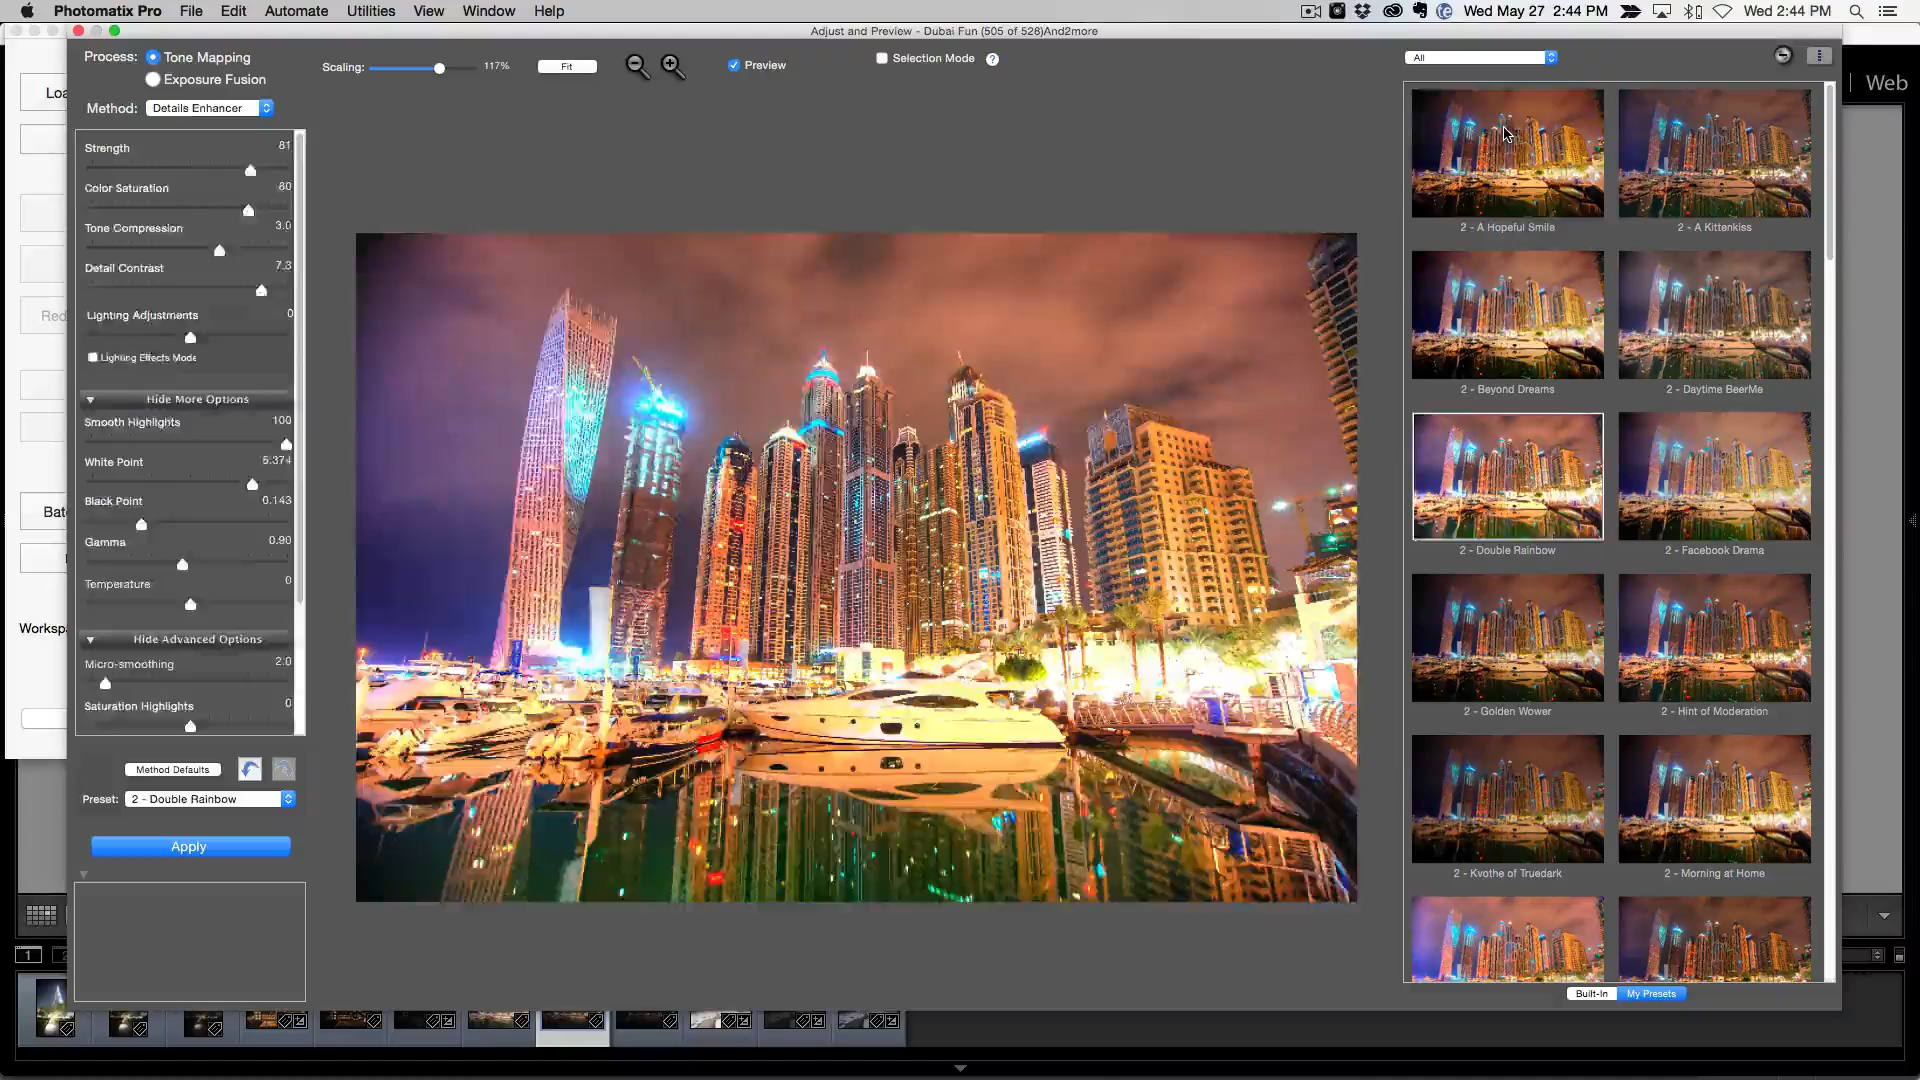 Photomatix Pro File Edit Automate Utilities View Window Help Wed May 27 2:44 PM Wed 2:44 PM
Adjust and Preview - Dubai Fun (505 of 528)And2more
Process: Tone Mapping
Exposure Fusion
Scaling: 117% Fit Preview Selection Mode ? All
Method: Details Enhancer
Web
Loa
Strength 81
Color Saturation 80
Tone Compression 3.0
Detail Contrast 7.3
Lighting Adjustments 0
Red
Lighting Effects Mode
Hide More Options
Smooth Highlights 100
White Point 5.374
Black Point 0.143
Bat
Gamma 0.90
Temperature 0
Workspa
Hide Advanced Options
Micro-smoothing 2.0
Saturation Highlights 0
Method Defaults
Preset: 2 - Double Rainbow
Apply
2 - A Hopeful Smile 2 - A Kittenkiss
2 - Beyond Dreams 2 - Daytime BeerMe
2 - Double Rainbow 2 - Facebook Drama
2 - Golden Wower 2 - Hint of Moderation
2 - Kvothe of Truedark 2 - Morning at Home
Built-In My Presets
1